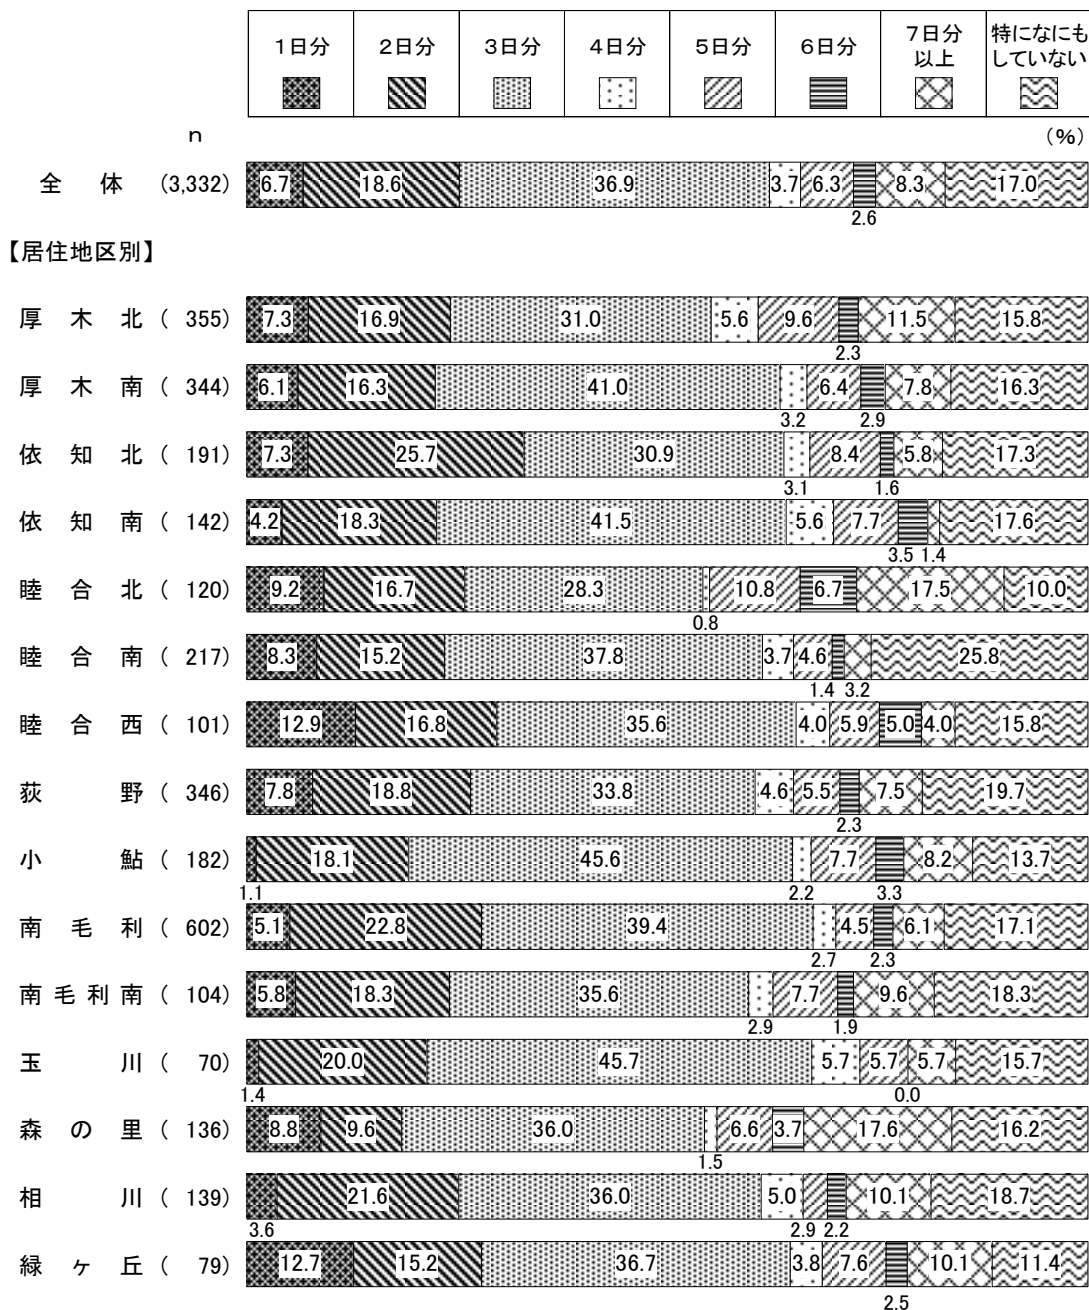 1日分 2日分 3日分 4日分 5日分 6日分 7日分以上 特になにもしていない
n (%)
全体 (3,332) 6.7 18.6 36.9 3.7 6.3 2.6 8.3 17.0
【居住地区別】
厚木北 ( 355) 7.3 16.9 31.0 5.6 9.6 2.3 11.5 15.8
厚木南 ( 344) 6.1 16.3 41.0 3.2 6.4 2.9 7.8 16.3
依知北 ( 191) 7.3 25.7 30.9 3.1 8.4 1.6 5.8 17.3
依知南 ( 142) 4.2 18.3 41.5 5.6 7.7 3.5 1.4 17.6
睦合北 ( 120) 9.2 16.7 28.3 0.8 10.8 6.7 17.5 10.0
睦合南 ( 217) 8.3 15.2 37.8 3.7 4.6 1.4 3.2 25.8
睦合西 ( 101) 12.9 16.8 35.6 4.0 5.9 5.0 4.0 15.8
荻野 ( 346) 7.8 18.8 33.8 4.6 5.5 2.3 7.5 19.7
小鮎 ( 182) 1.1 18.1 45.6 2.2 7.7 3.3 8.2 13.7
南毛利 ( 602) 5.1 22.8 39.4 2.7 4.5 2.3 6.1 17.1
南毛利南 ( 104) 5.8 18.3 35.6 2.9 7.7 1.9 9.6 18.3
玉川 ( 70) 1.4 20.0 45.7 5.7 5.7 0.0 5.7 15.7
森の里 ( 136) 8.8 9.6 36.0 1.5 6.6 3.7 17.6 16.2
相川 ( 139) 3.6 21.6 36.0 5.0 2.9 2.2 10.1 18.7
緑ヶ丘 ( 79) 12.7 15.2 36.7 3.8 7.6 2.5 10.1 11.4